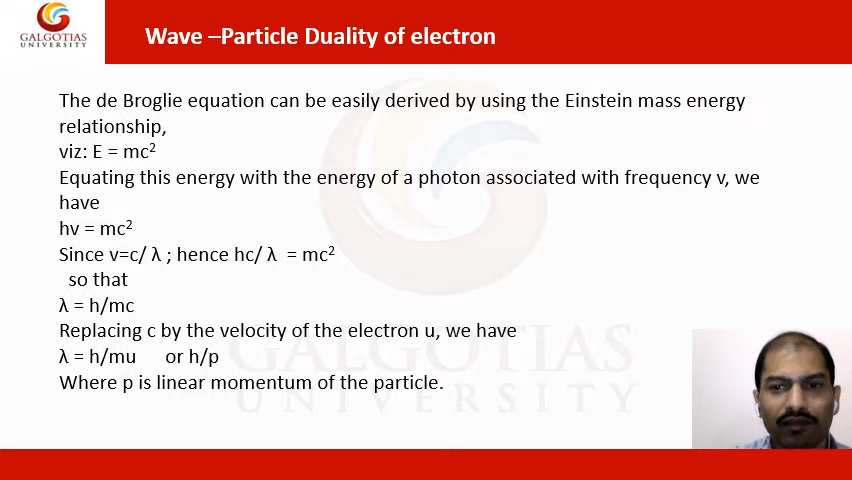 GALGOTIAS
UNIVERSITY
Wave –Particle Duality of electron
The de Broglie equation can be easily derived by using the Einstein mass energy
relationship,
viz: E = mc²
Equating this energy with the energy of a photon associated with frequency v, we
have
hv = mc²
Since v=c/ λ ; hence hc/ λ = mc²
so that
λ = h/mc
Replacing c by the velocity of the electron u, we have
λ = h/mu or h/p
Where p is linear momentum of the particle.
GALGOTIAS
UNIVERSITY